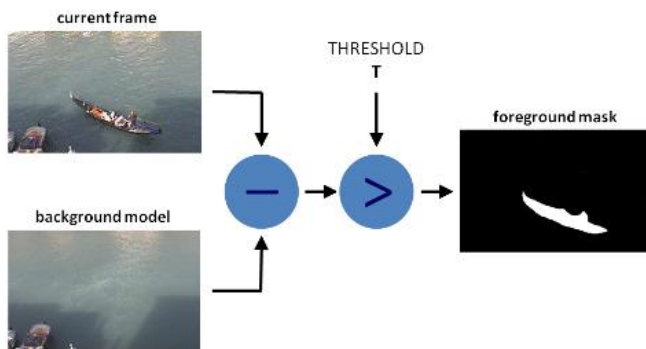 current frame
THRESHOLD
T
foreground mask
background model